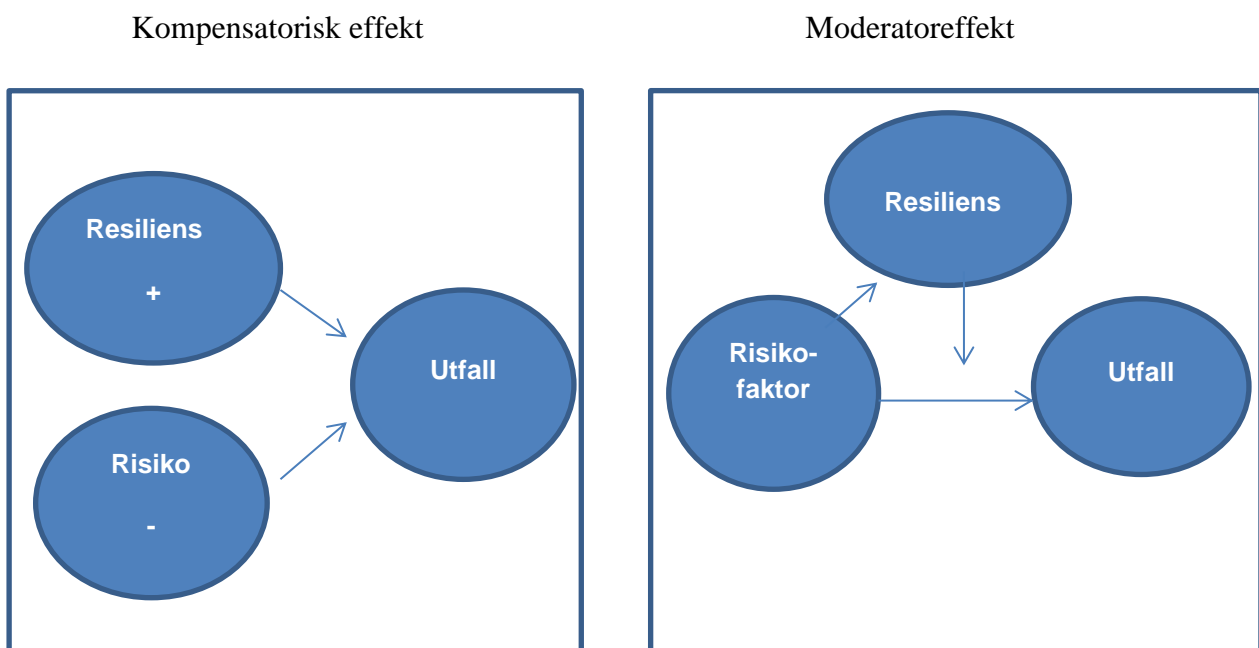 Kompensatorisk effekt
Moderatoreffekt
Resiliens
+
Utfall
Risiko
-
Resiliens
Risiko-
faktor
Utfall